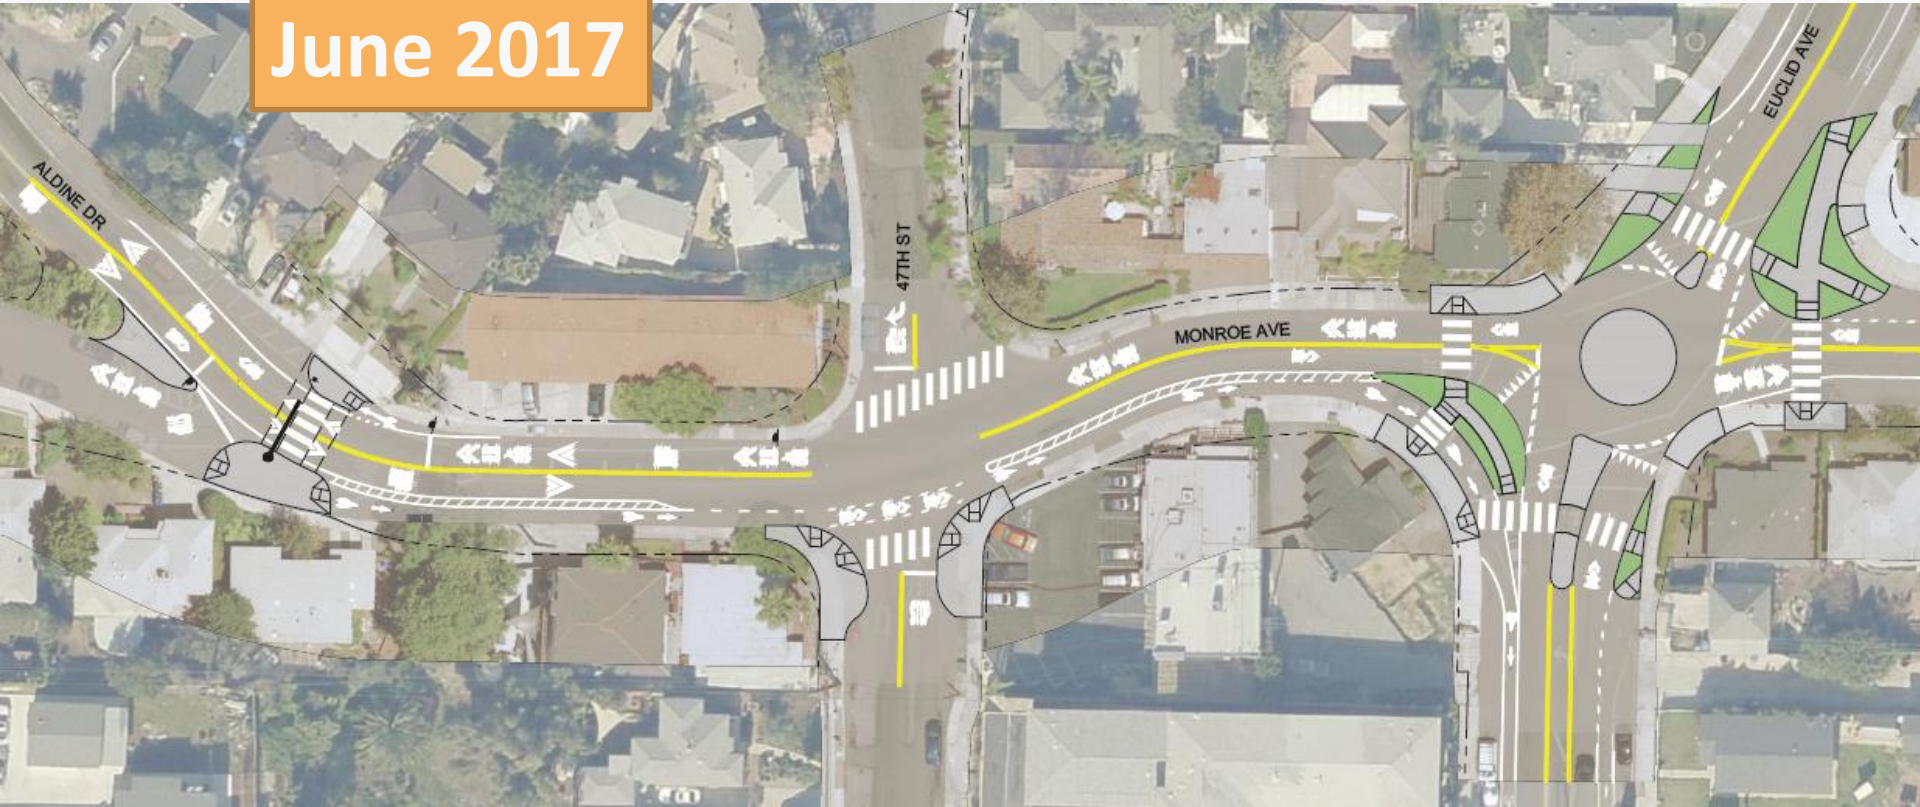 June 2017
EUCLID AVE
ALDINE DR
47TH ST
MONROE AVE